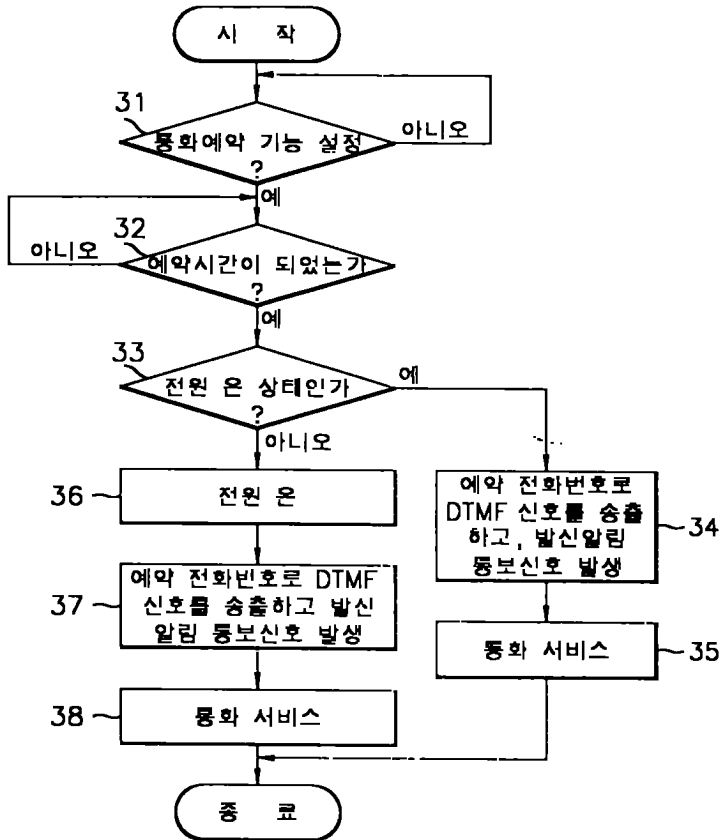 시 작
31
통화예약 기능 설정
?
아니오
예
32
예약시간이 되었는가
?
아니오
예
33
전원 온 상태인가
?
예
아니오
36
전원 온
예약 전화번호로
DTMF 신호를 송출
하고, 발신알림
통보신호 발생
34
37
예약 전화번호로 DTMF
신호를 송출하고 발신
알림 통보신호 발생
통화 서비스
35
38
통화 서비스
종 료